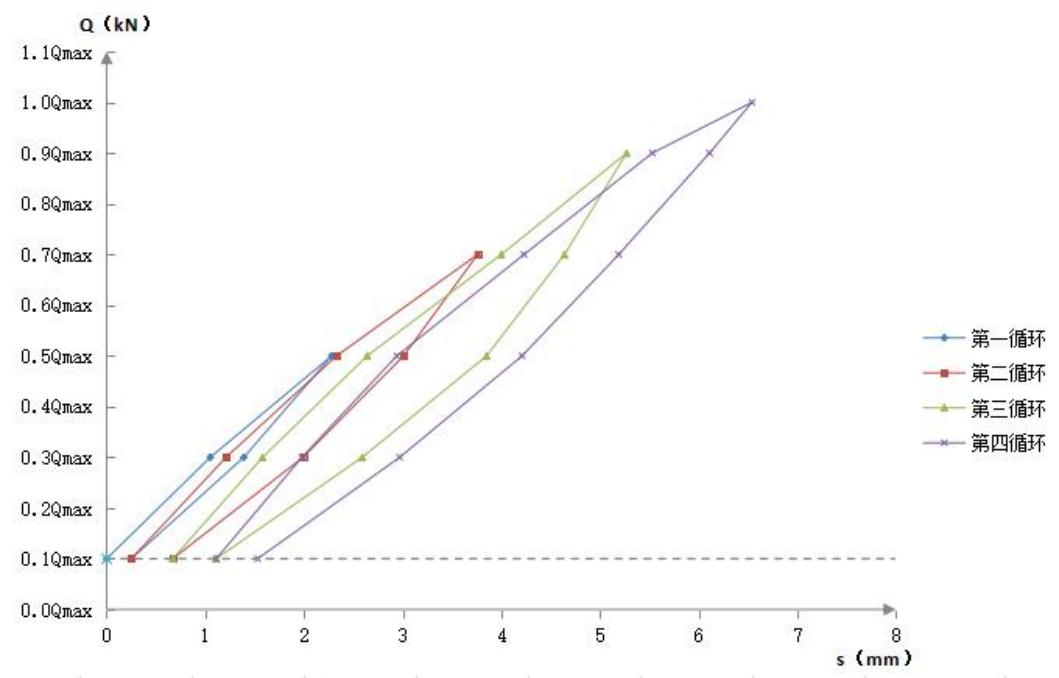 Q（kN）
1.1Qmax
1.0Qmax
0.9Qmax
0.8Qmax
0.7Qmax
0.6Qmax
0.5Qmax
0.4Qmax
0.3Qmax
0.2Qmax
0.1Qmax
0.0Qmax
0 1 2 3 4 5 6 7 8
s（mm）
第一循环
第二循环
第三循环
第四循环